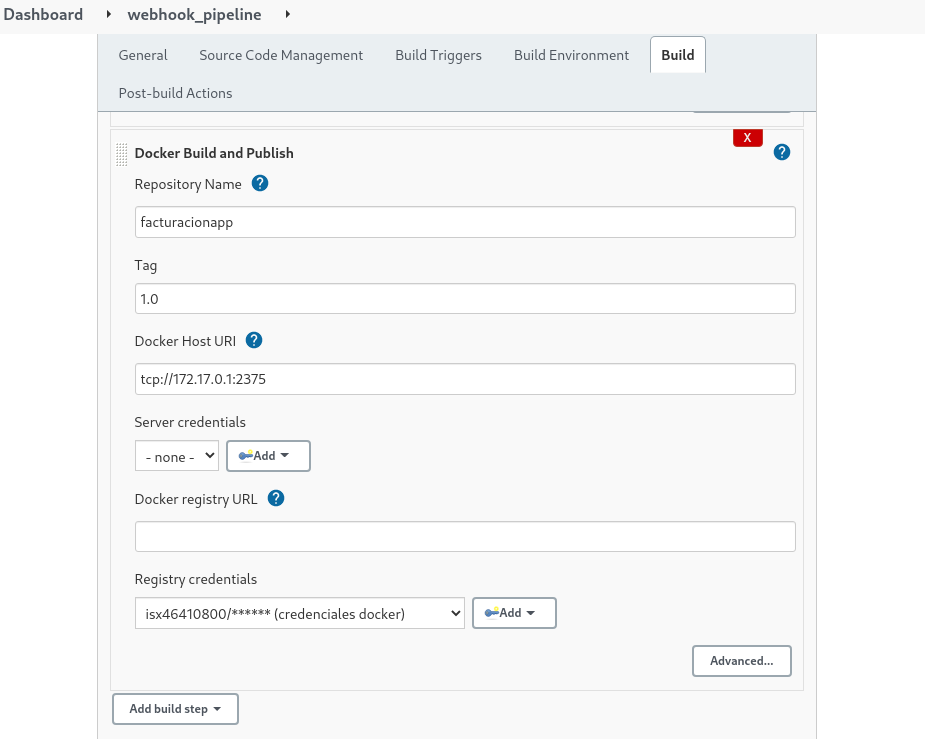 Dashboard webhook_pipeline
General Source Code Management Build Triggers Build Environment Build
Post-build Actions
X
Docker Build and Publish ?
Repository Name ?
facturacionapp
Tag
1.0
Docker Host URI ?
tcp://172.17.0.1:2375
Server credentials
- none - Add
Docker registry URL ?
isx46410800/****** (credenciales docker) Add
Advanced...
Add build step